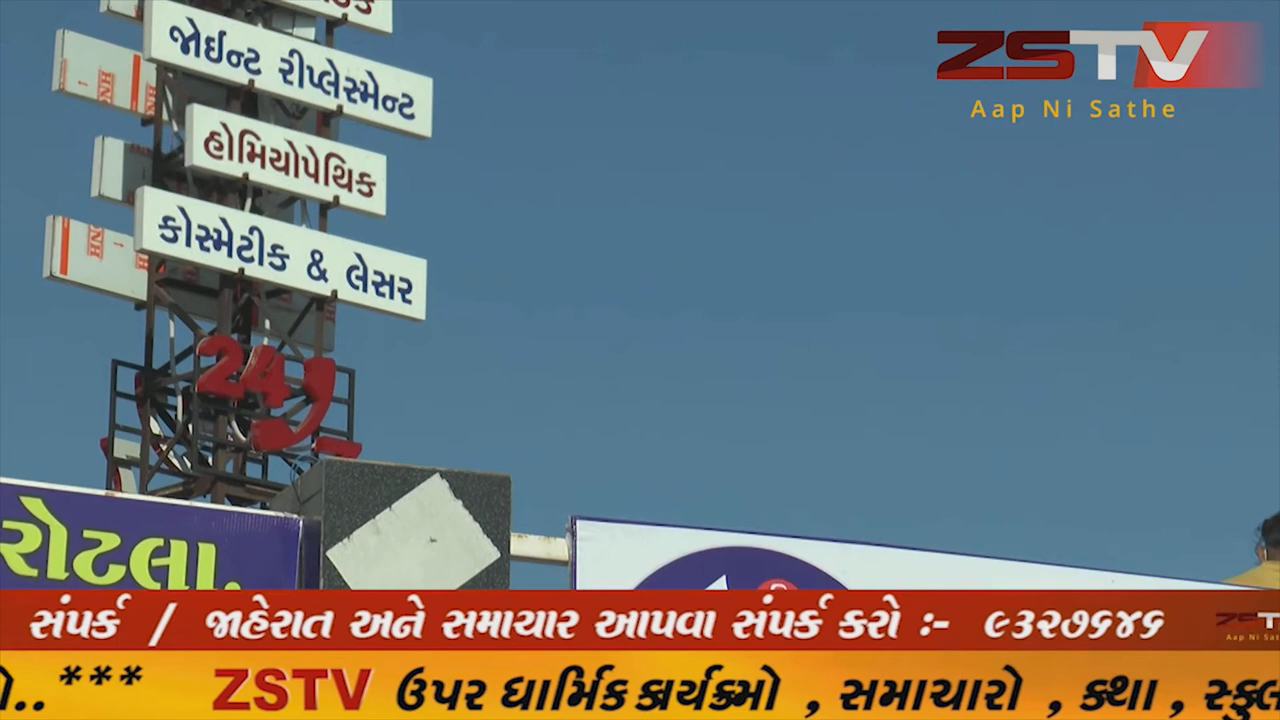 જોઈન્ટ રીપ્લેસમેન્ટ
હોમિયોપેથિક
કોસ્મેટીક & લેસર
24
રોટલા.
ZSTV
Aap Ni Sathe
સંપર્ક / જાહેરાત અને સમાચાર આપવા સંપર્ક કરો :- ૯૩૨૭૬૪૬
*** ZSTV ઉપર ધાર્મિક કાર્યક્રમો , સમાચારો , કથા , સ્કુલ